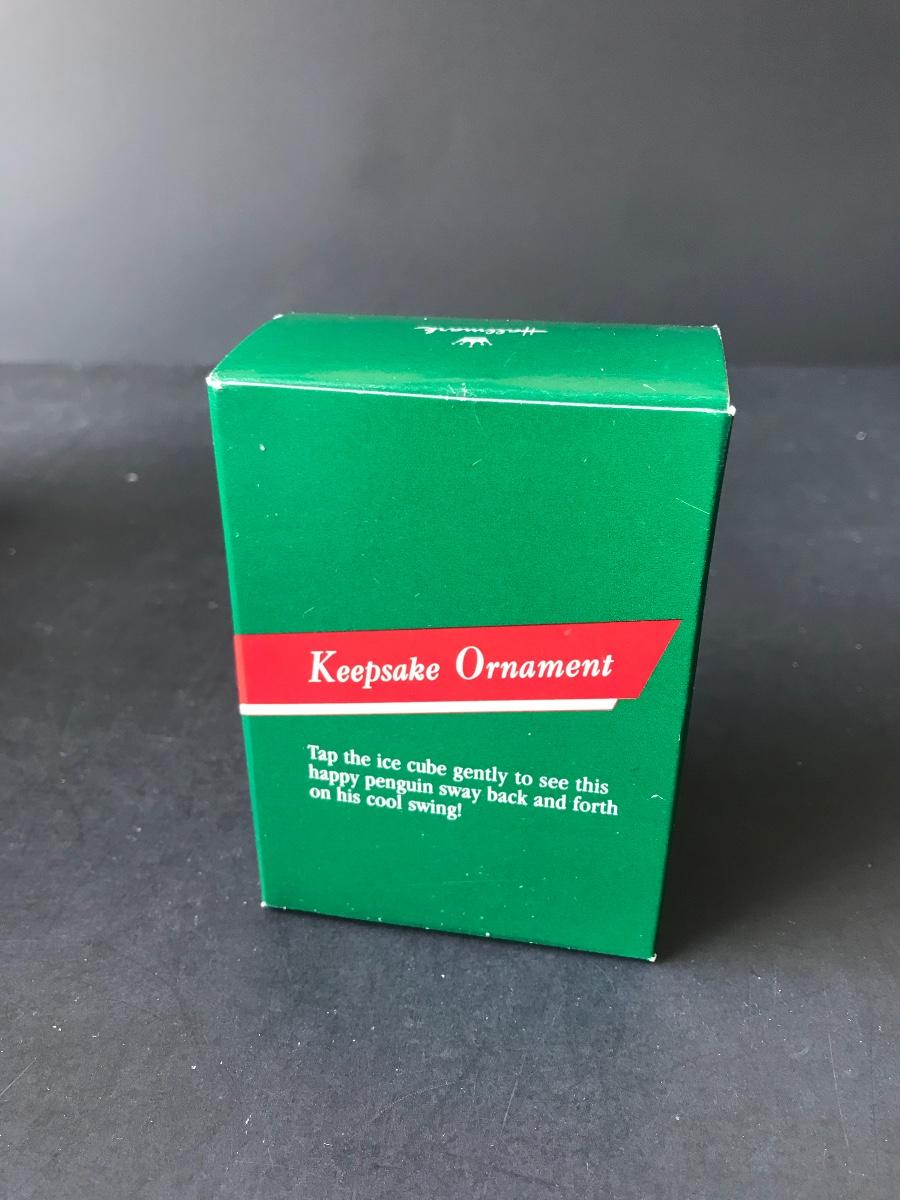 Hallmark
Keepsake Ornament
Tap the ice cube gently to see this
happy penguin sway back and forth
on his cool swing!